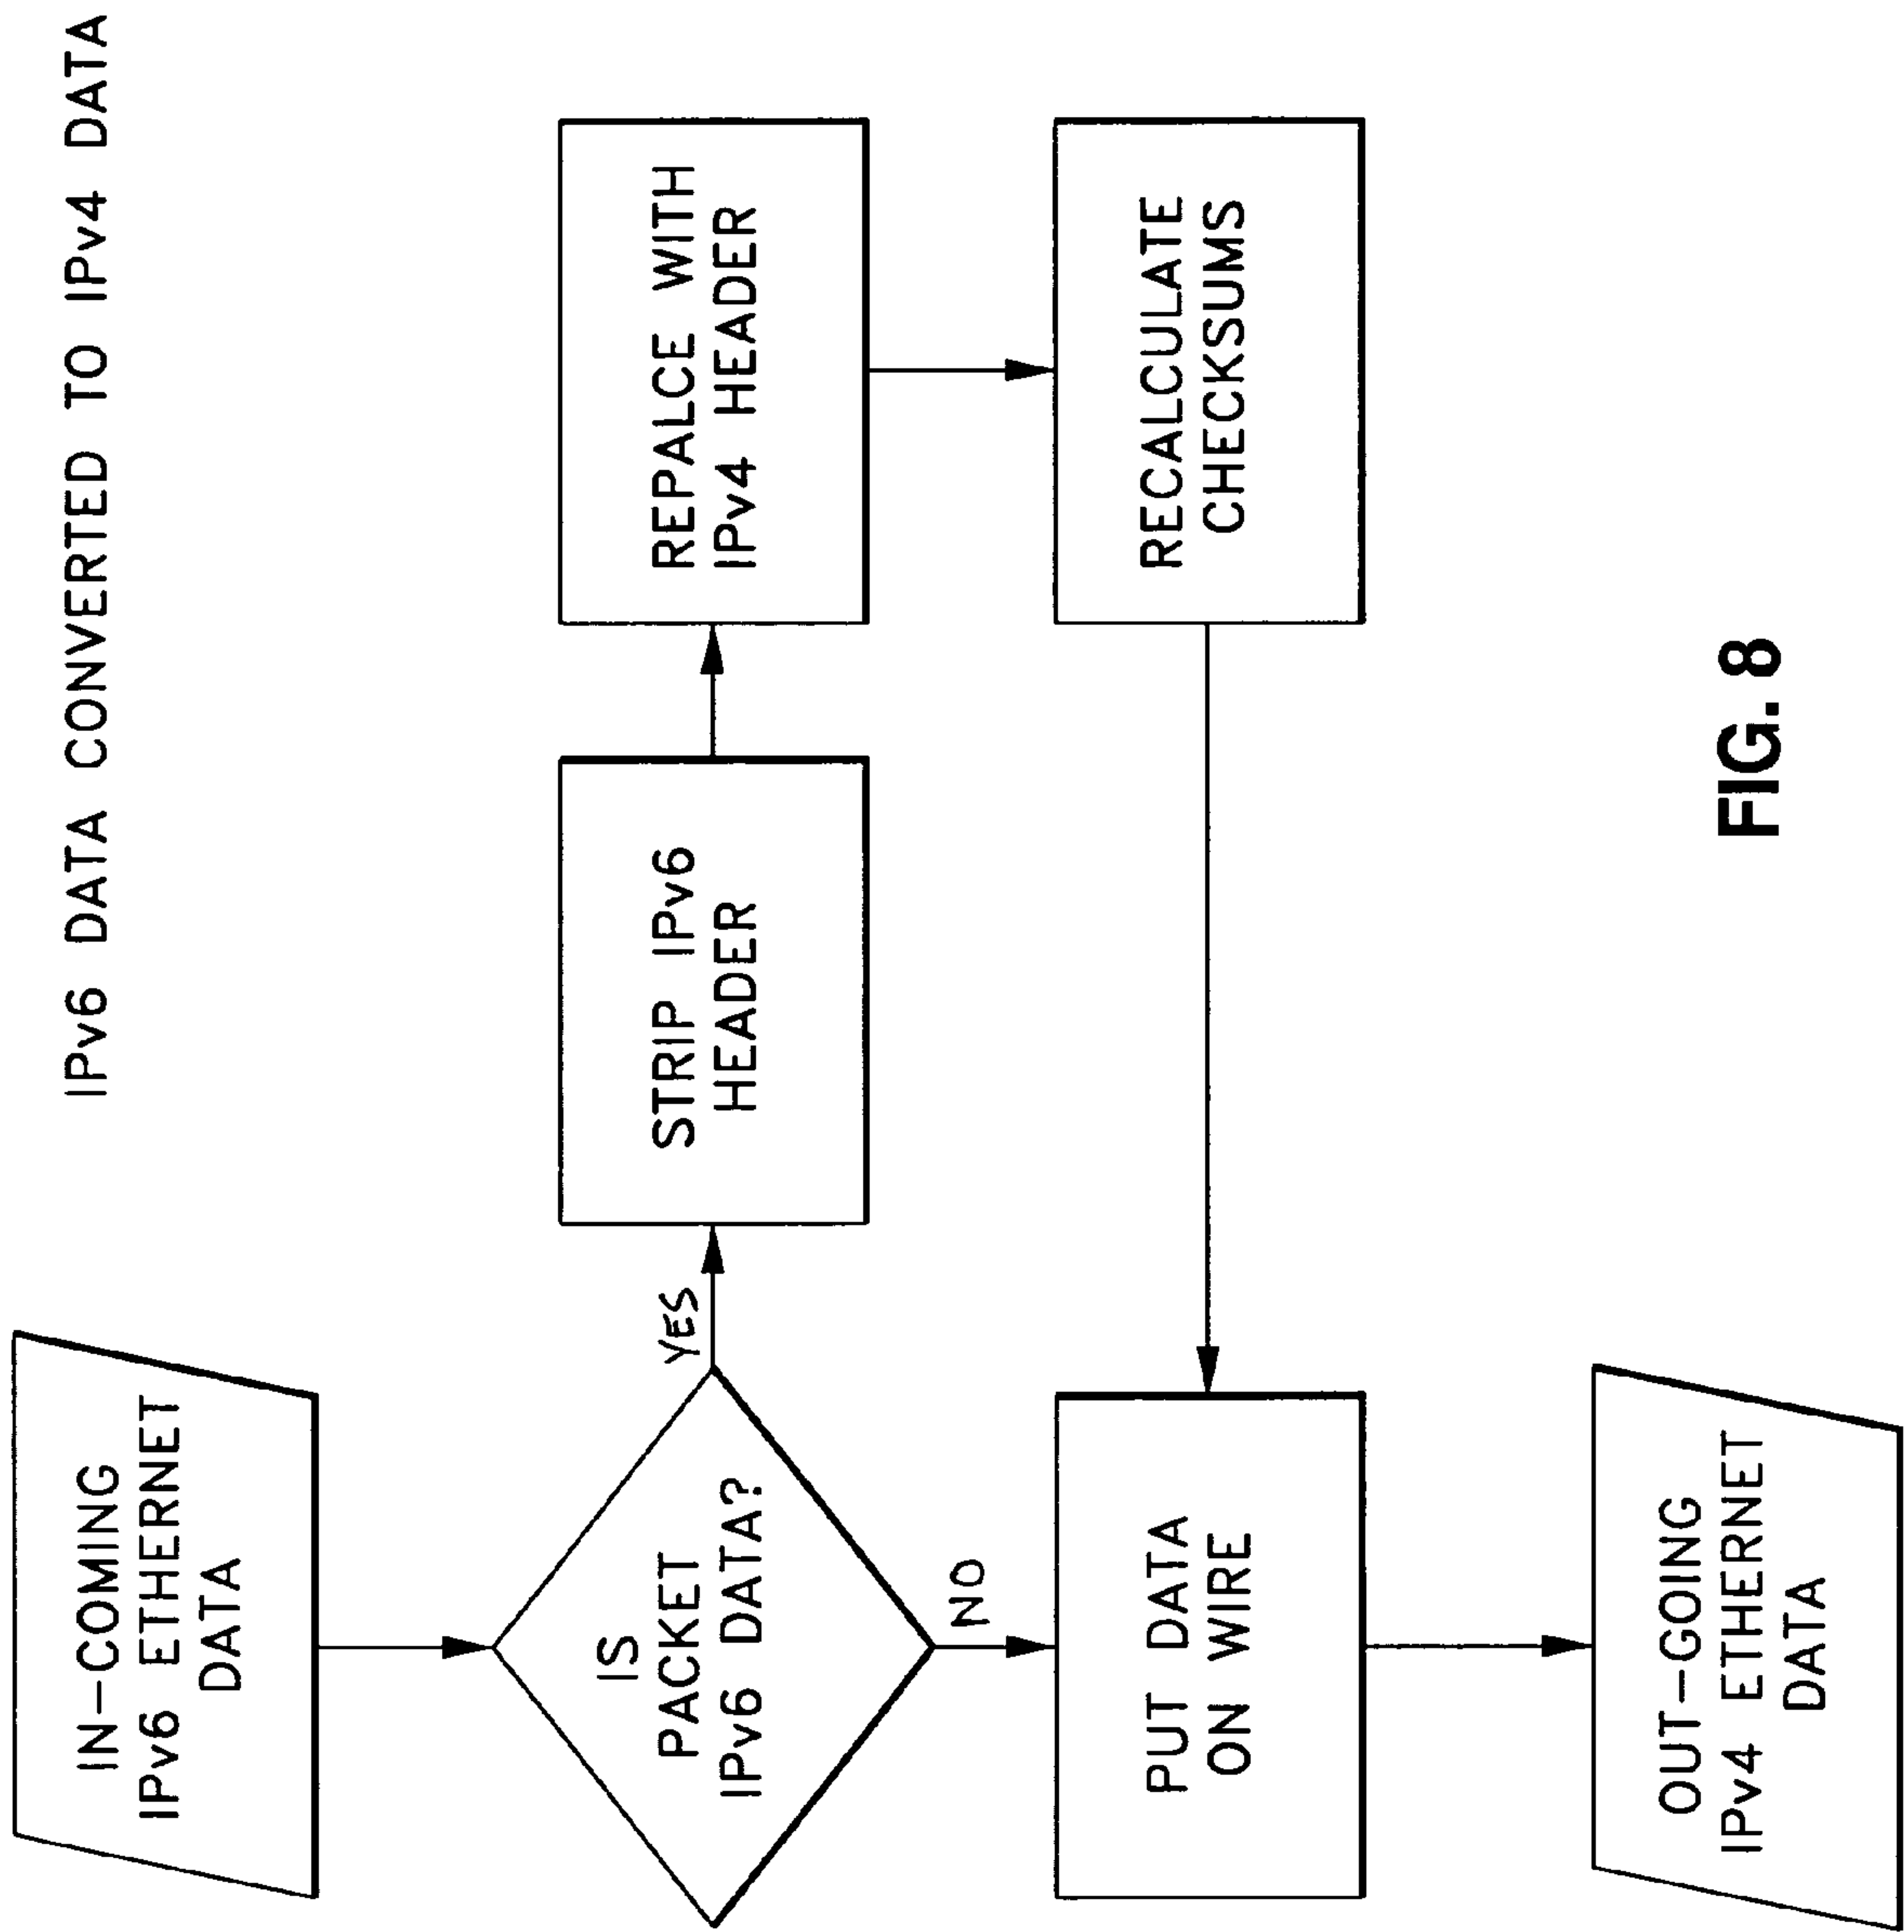 IPv6 DATA CONVERTED TO IPv4 DATA
IN-COMING
IPv6 ETHERNET
DATA
IS
PACKET
IPv6 DATA?
YES
STRIP IPv6
HEADER
REPALCE WITH
IPv4 HEADER
RECALCULATE
CHECKSUMS
NO
PUT DATA
ON WIRE
OUT-GOING
IPv4 ETHERNET
DATA
FIG. 8